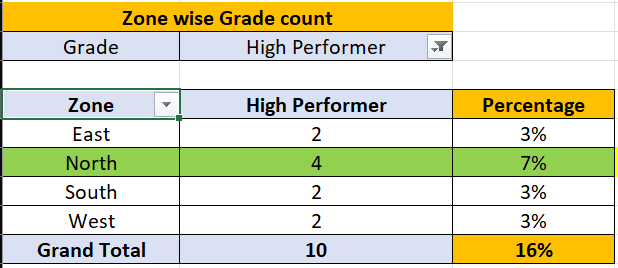 Zone wise Grade count
Grade High Performer
Zone High Performer Percentage
East 2 3%
North 4 7%
South 2 3%
West 2 3%
Grand Total 10 16%